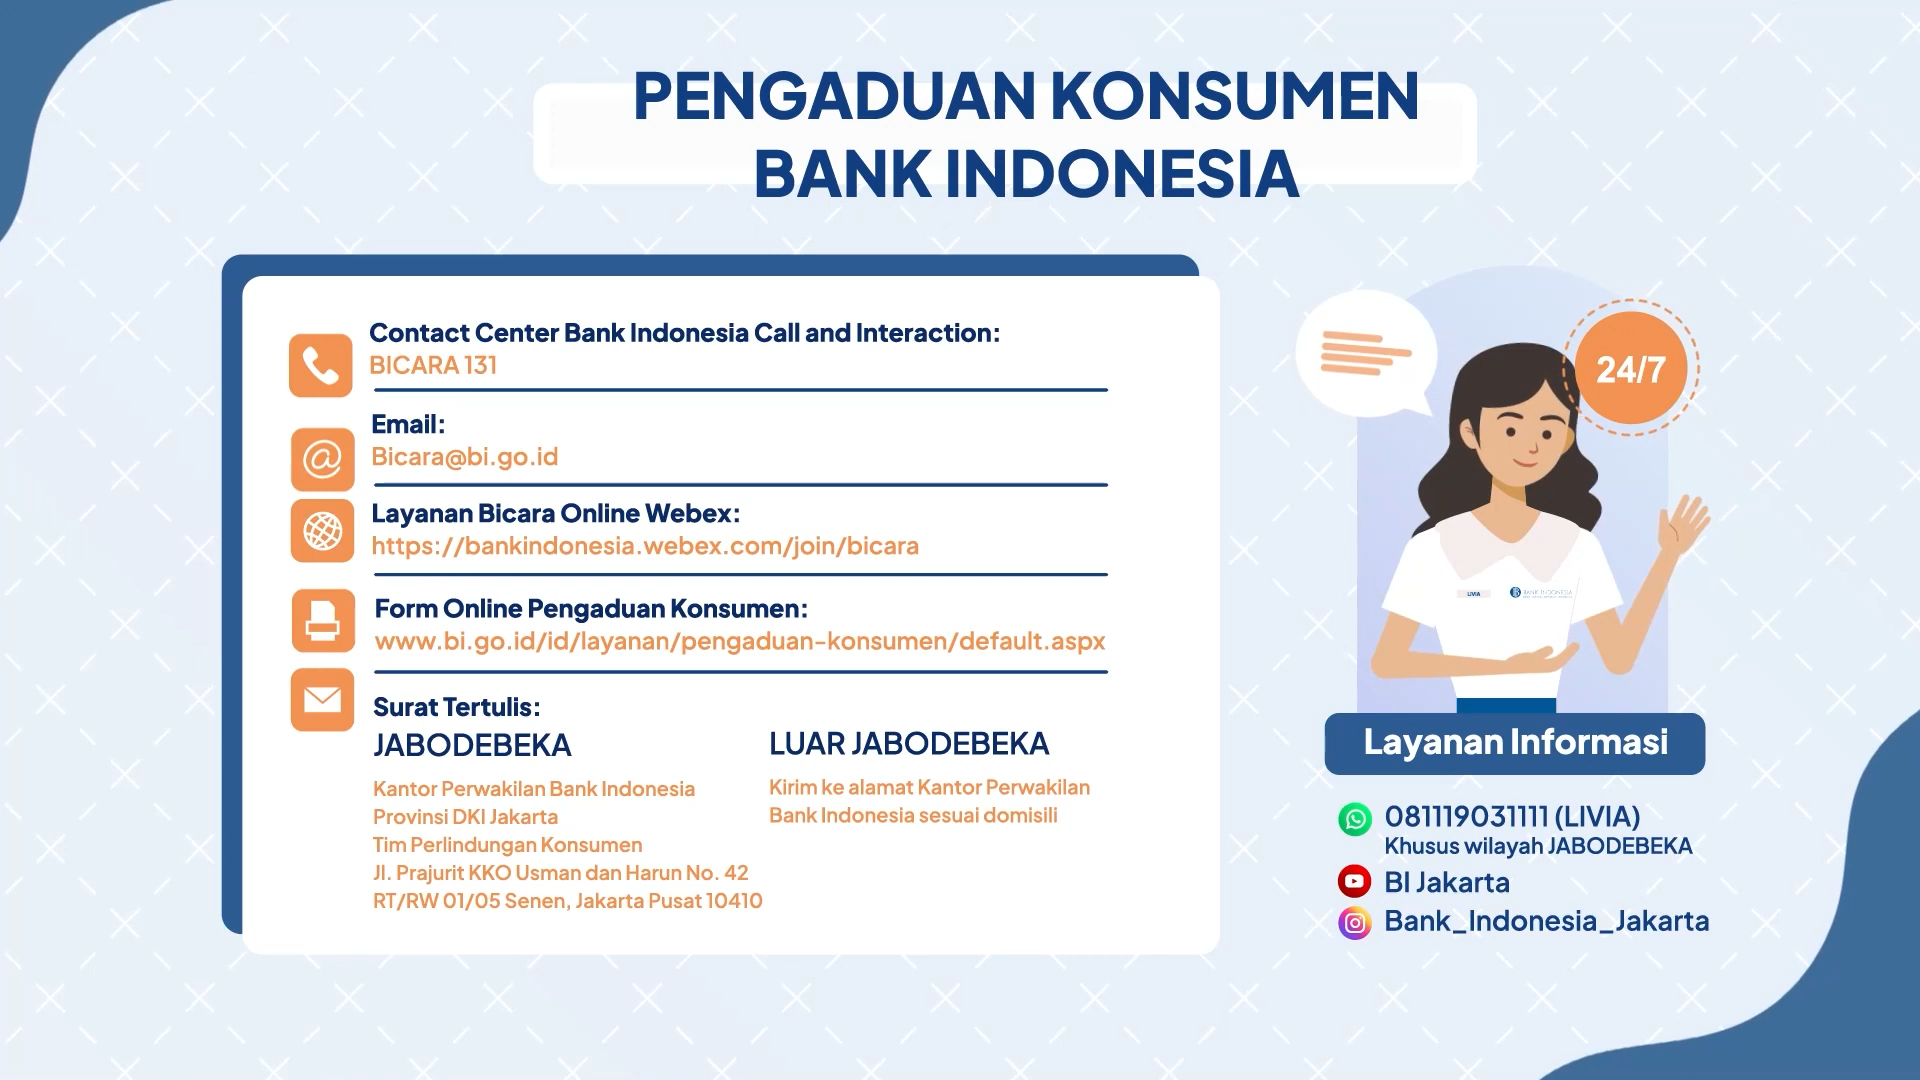 PENGADUAN KONSUMEN
BANK INDONESIA
Contact Center Bank Indonesia Call and Interaction:
BICARA 131
Email:
Bicara@bi.go.id
Layanan Bicara Online Webex:
https://bankindonesia.webex.com/join/bicara
Form Online Pengaduan Konsumen:
www.bi.go.id/id/layanan/pengaduan-konsumen/default.aspx
Surat Tertulis:
JABODEBEKA
Kantor Perwakilan Bank Indonesia
Provinsi DKI Jakarta
Tim Perlindungan Konsumen
Jl. Prajurit KKO Usman dan Harun No. 42
RT/RW 01/05 Senen, Jakarta Pusat 10410
LUAR JABODEBEKA
Kirim ke alamat Kantor Perwakilan
Bank Indonesia sesuai domisili
24/7
LIVIA
BANK INDONESIA
Layanan Informasi
081119031111 (LIVIA)
Khusus wilayah JABODEBEKA
BI Jakarta
Bank_Indonesia_Jakarta